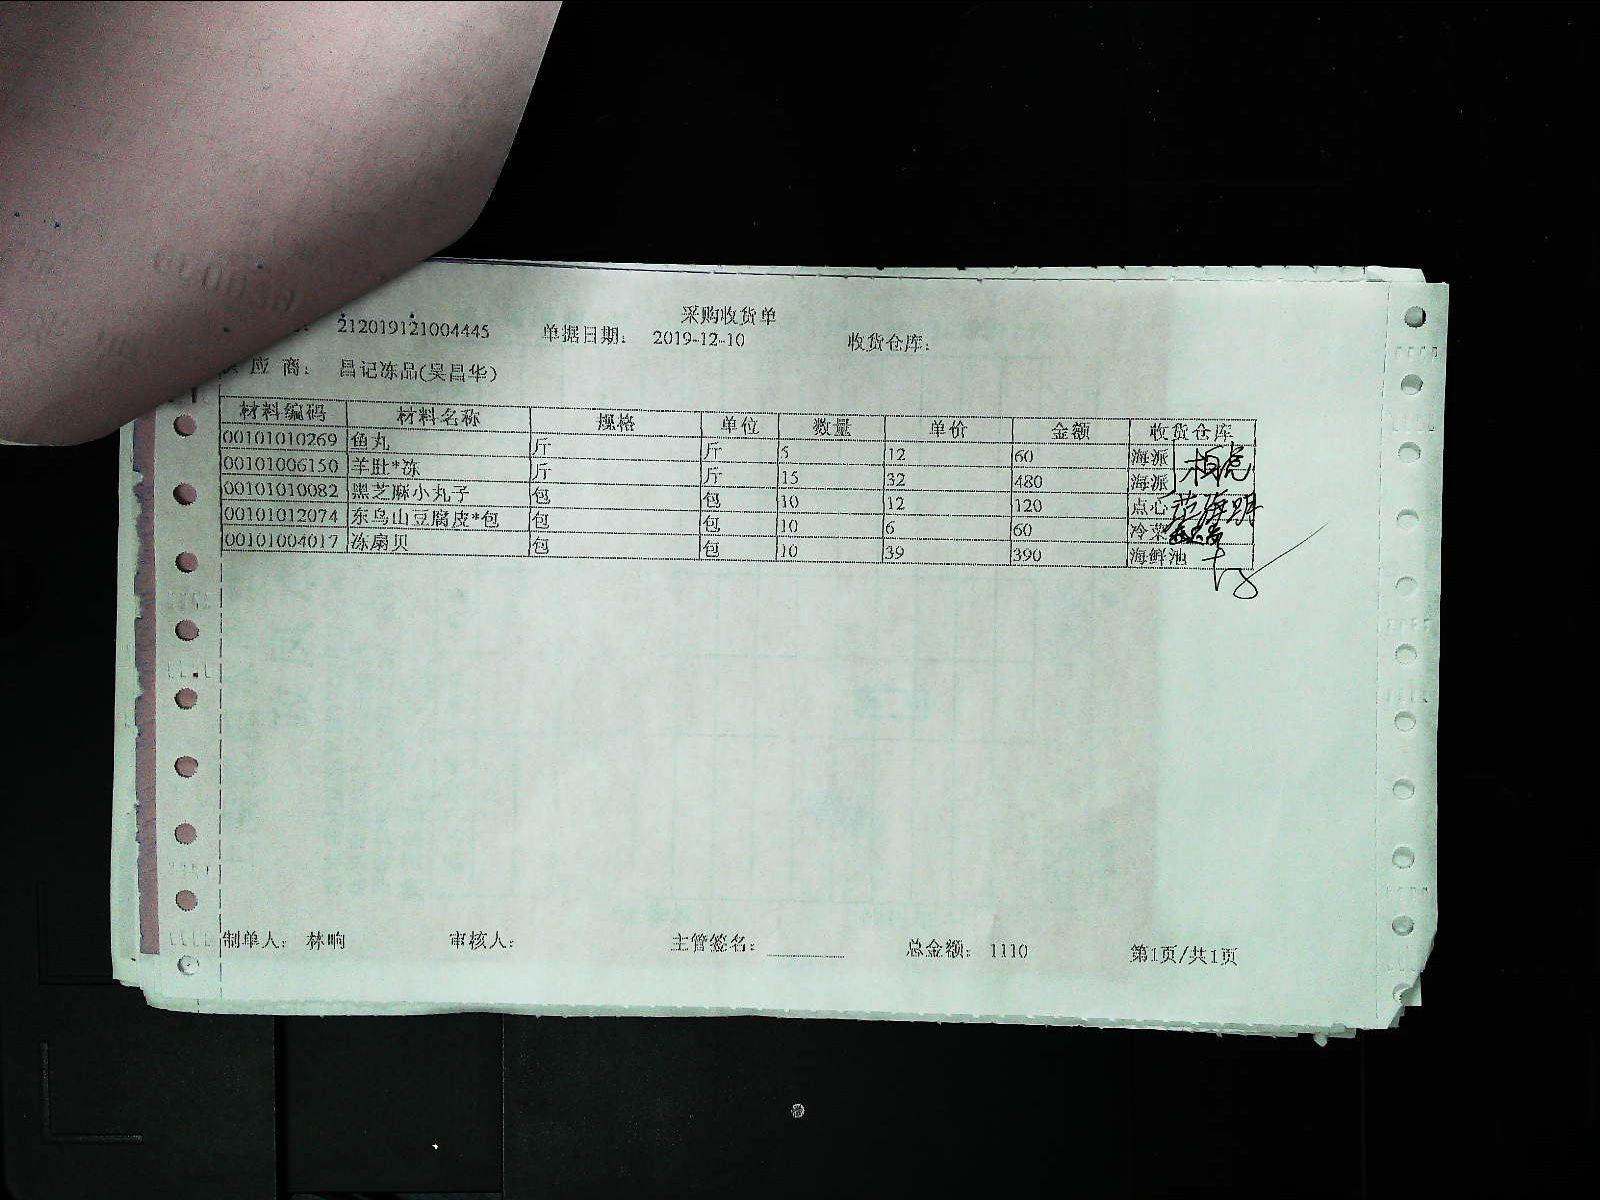 采购收货单
212019121004445 单据日期： 2019-12-10 收货仓库：
应 商： 昌记冻品(吴昌华)
材料编码 材料名称 规格 单位 数量 单价 金额 收货仓库
00101010269 鱼丸 斤 斤 5 12 60 海派
00101006150 羊肚*冻 斤 斤 15 32 480 海派
00101010082 黑芝麻小丸子 包 包 10 12 120 点心
00101012074 东乌山豆腐皮*包 包 包 10 6 60 冷菜
00101004017 冻扇贝 包 包 10 39 390 海鲜池
制单人： 林响 审核人： 主管签名： 总金额： 1110 第1页/共1页